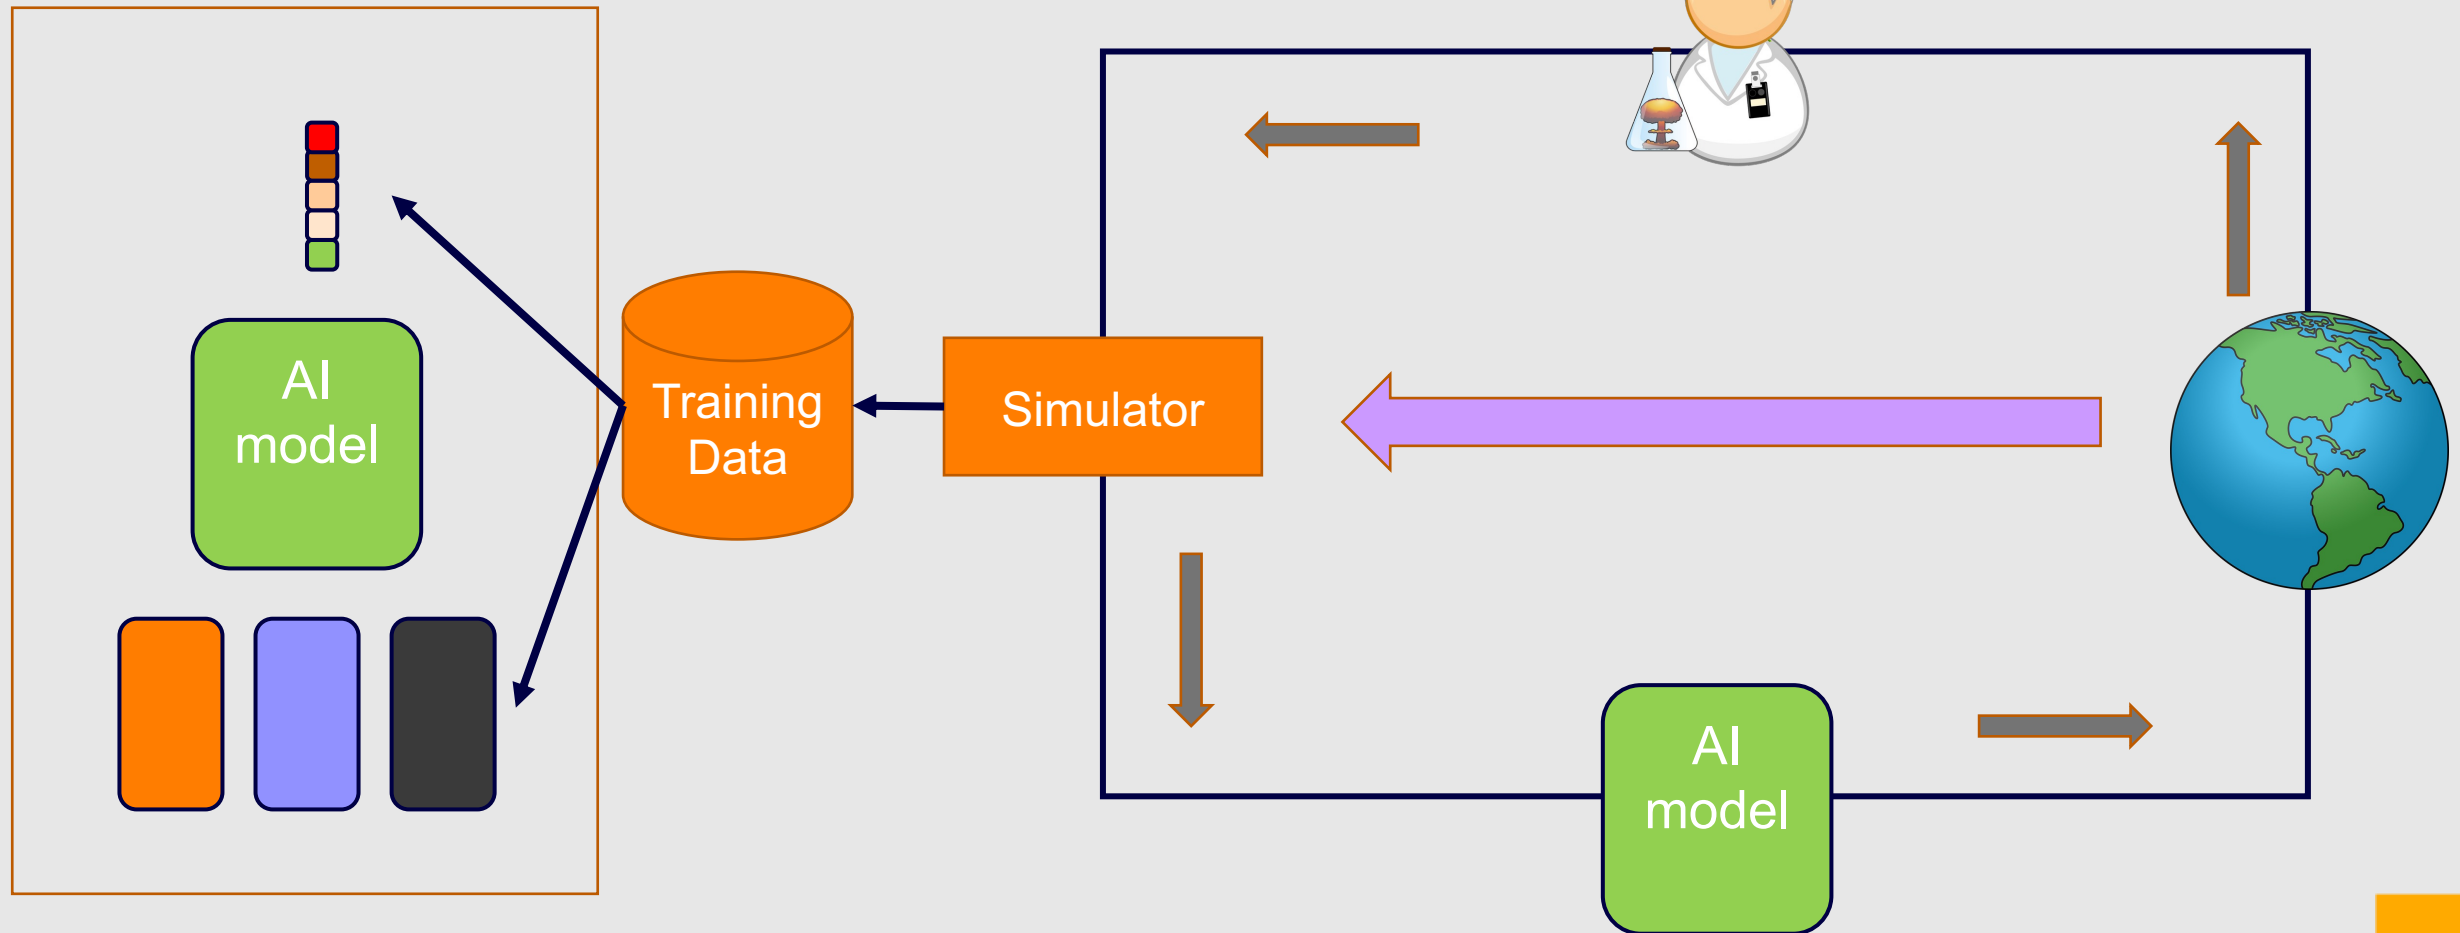 AI
model
Training
Data
Simulator
AI
model